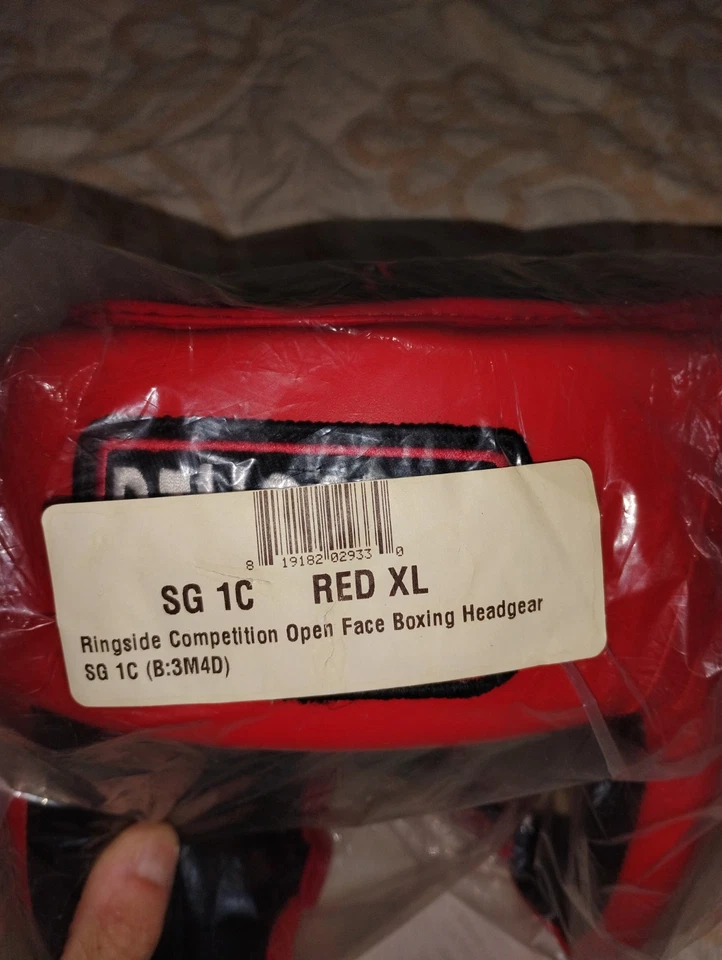 8 19182 02933 0
SG 1C RED XL
Ringside Competition Open Face Boxing Headgear
SG 1C (B:3M4D)